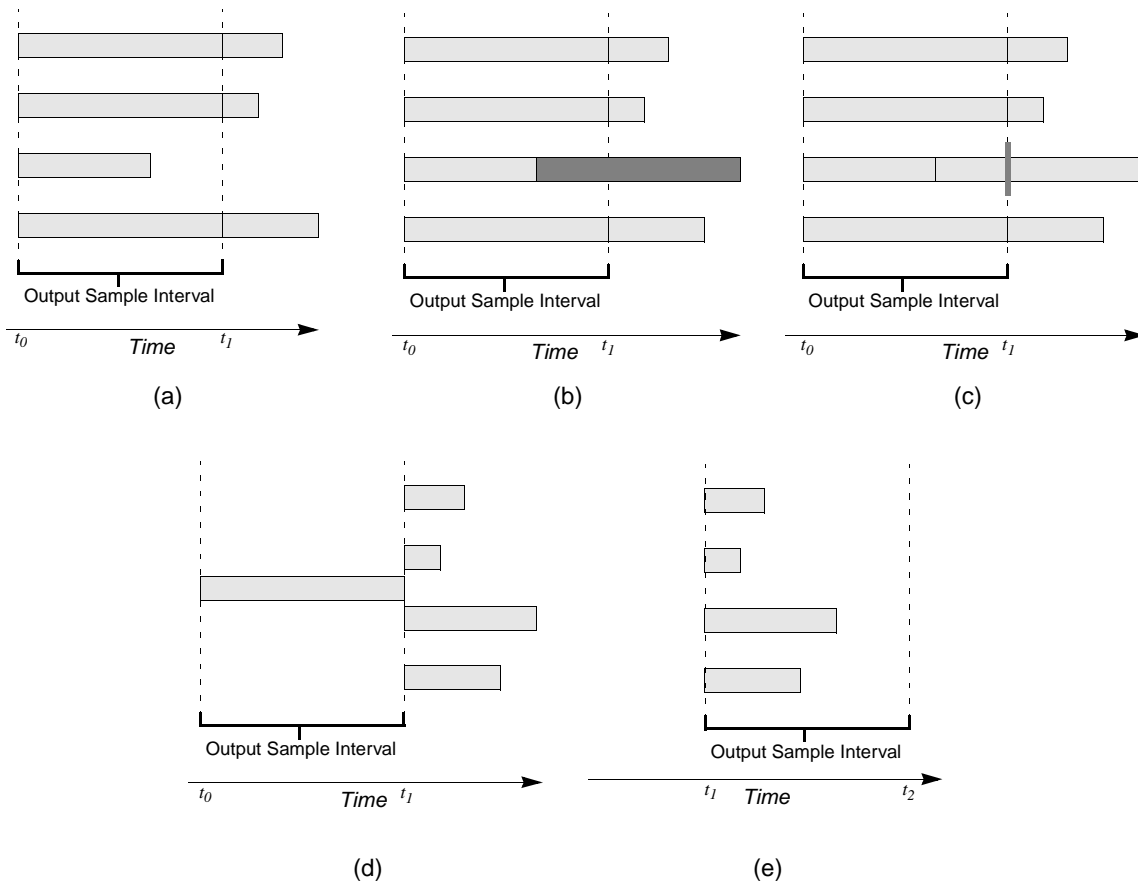 Output Sample Interval
t0 Time t1
(a)
Output Sample Interval
t0 Time t1
(b)
Output Sample Interval
t0 Time t1
(c)
Output Sample Interval
t0 Time t1
(d)
Output Sample Interval
t1 Time t2
(e)